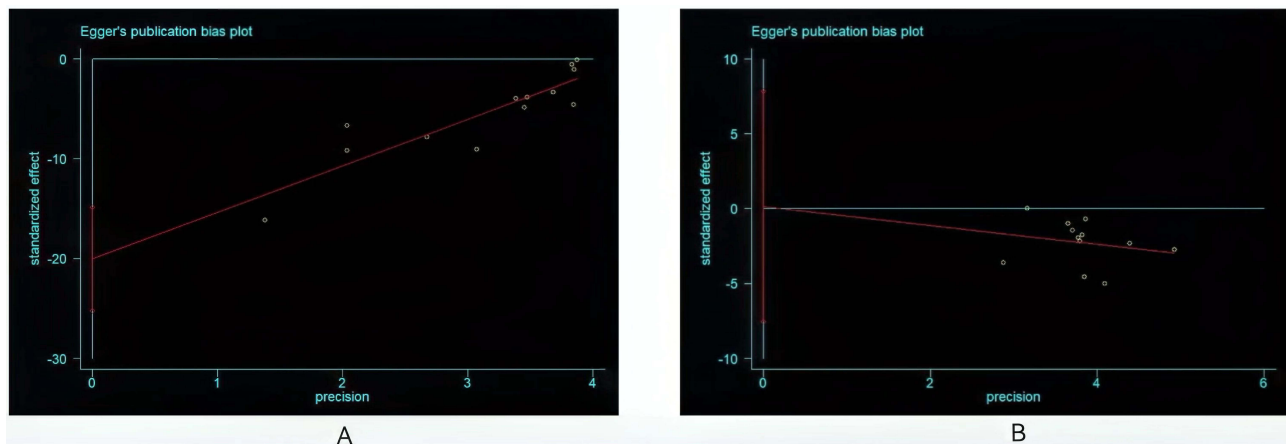 Egger's publication bias plot
0
-10
-20
-30
standardized effect
0 1 2 3 4
precision
A
Egger's publication bias plot
10
5
0
-5
-10
standardized effect
0 2 4 6
precision
B